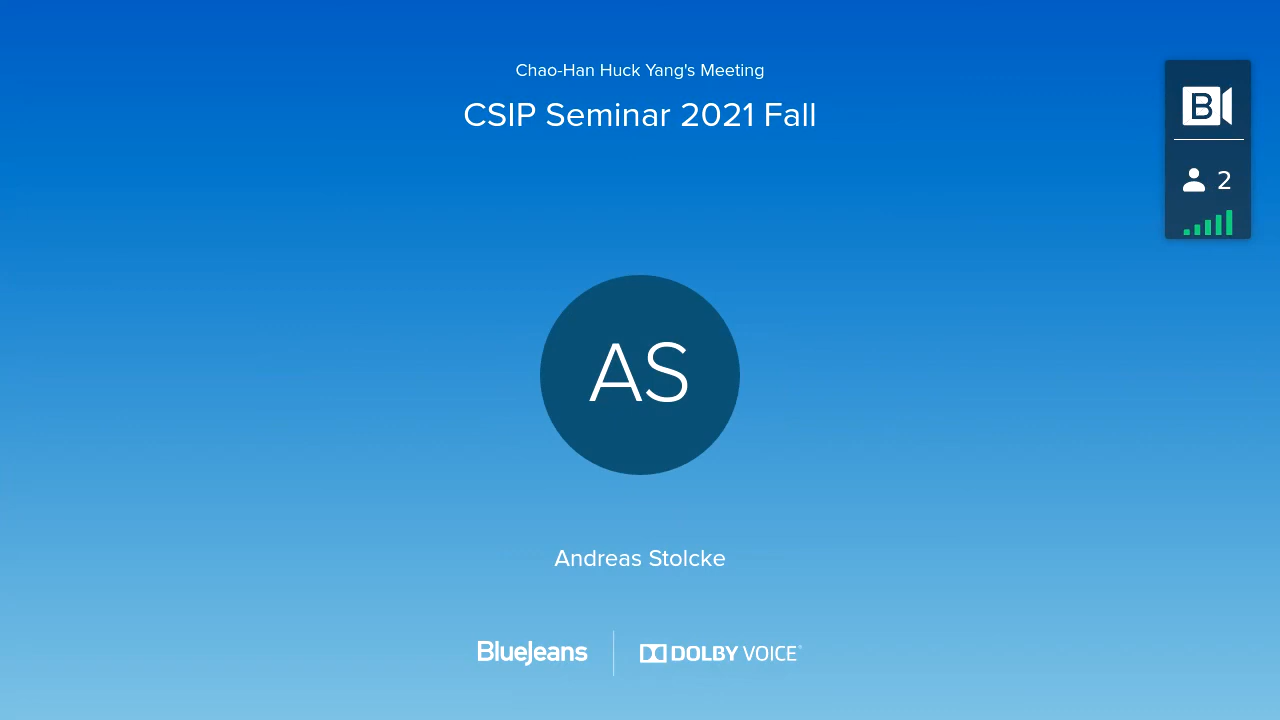 Chao-Han Huck Yang's Meeting
CSIP Seminar 2021 Fall
B
2
AS
Andreas Stolcke
BlueJeans
DOLBY VOICE